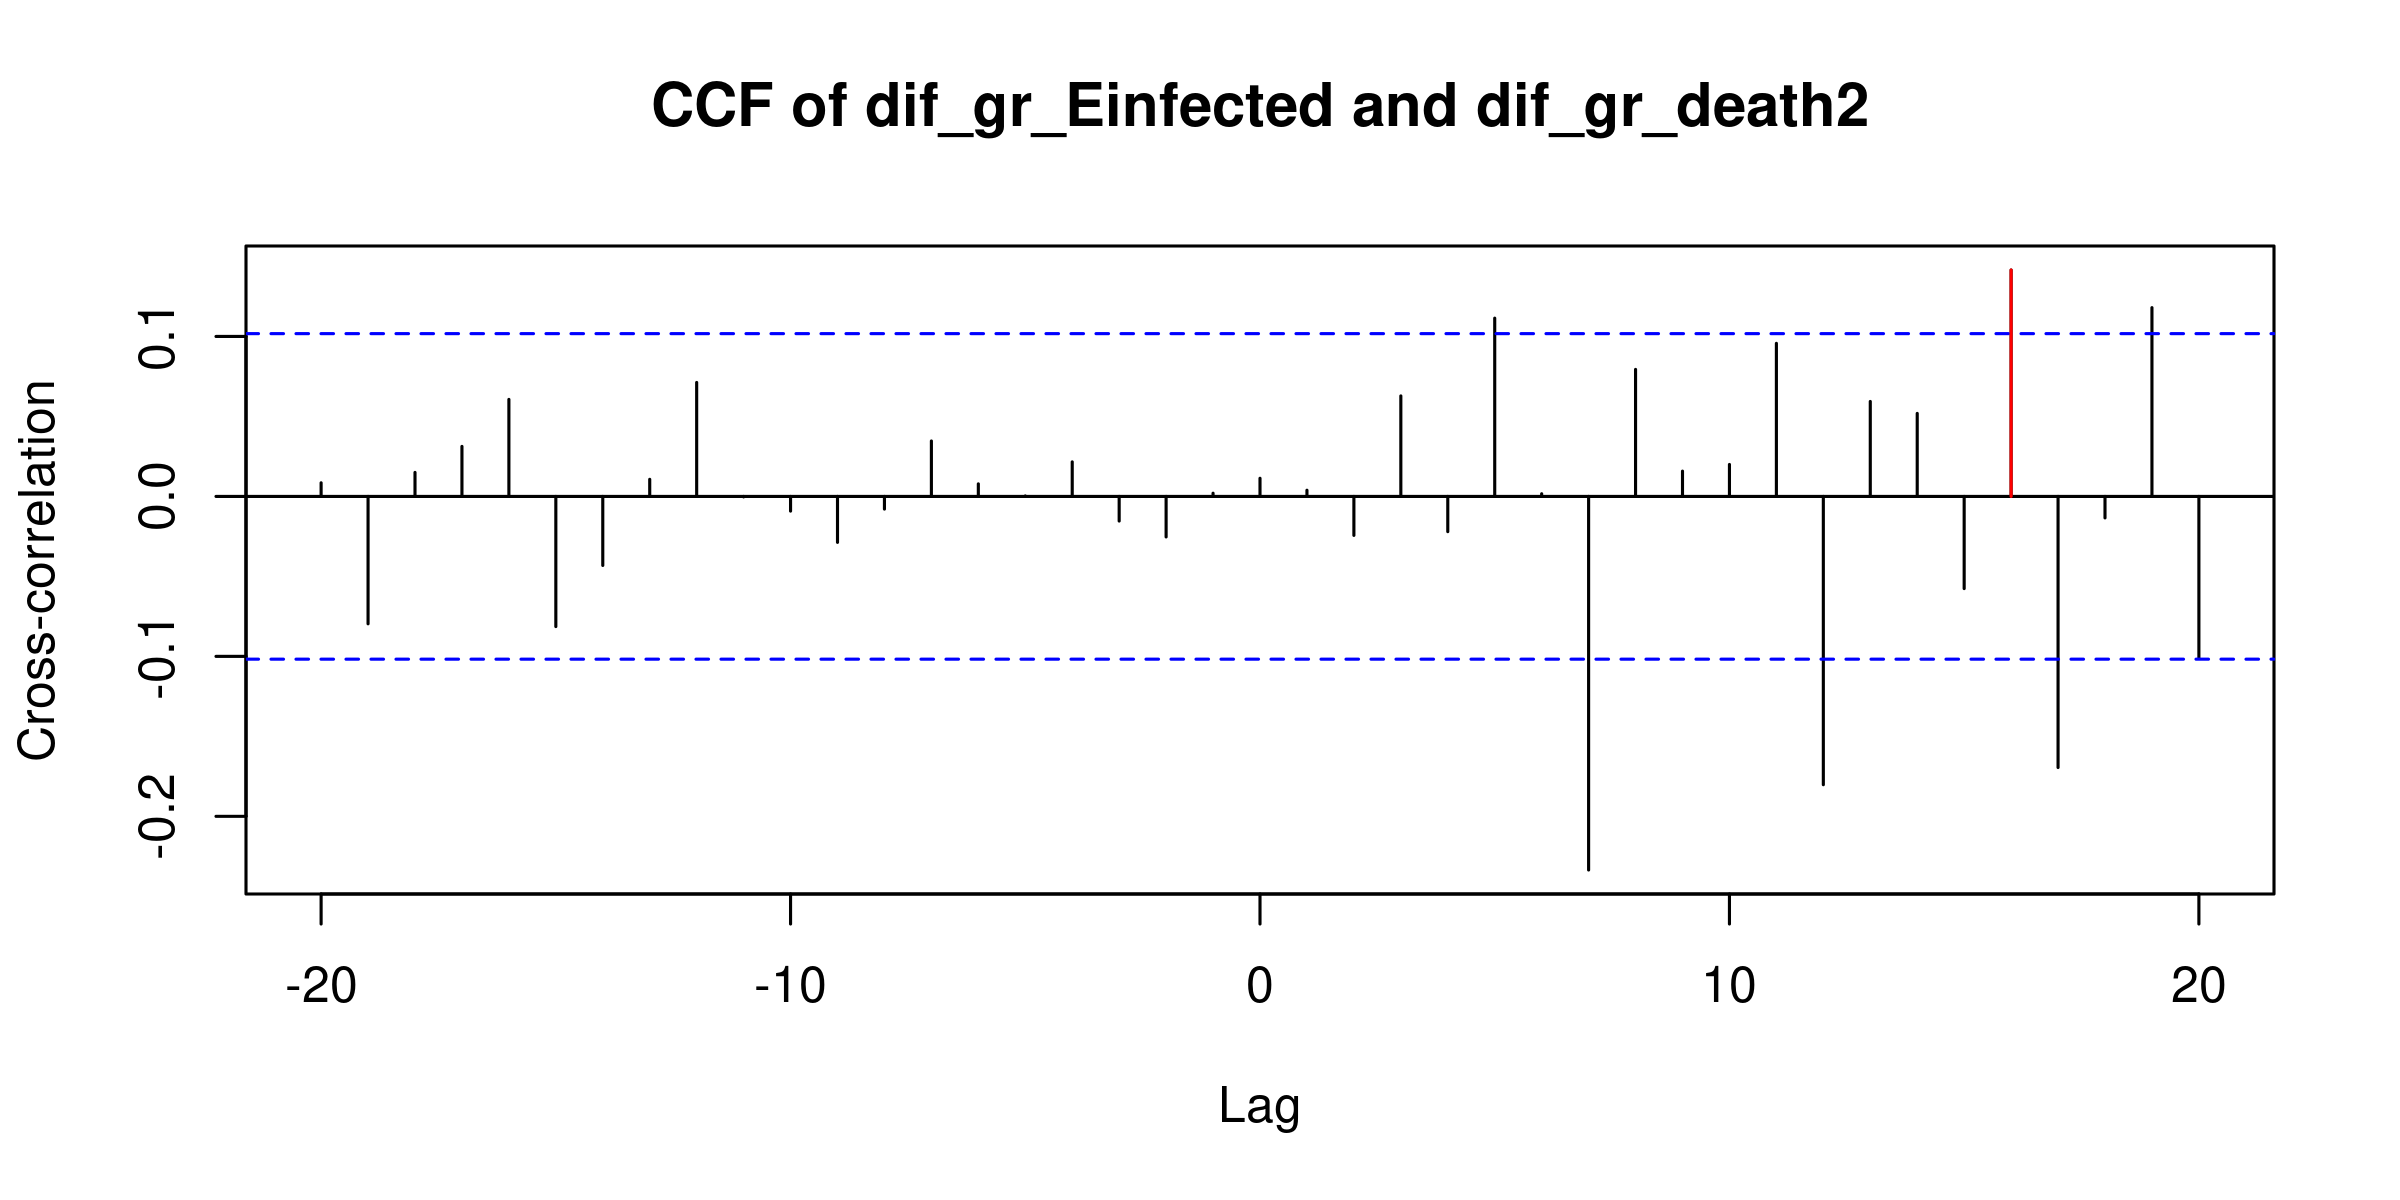 CCF of dif_gr_Einfected and dif_gr_death2
Cross-correlation
0.1
0.0
-0.1
-0.2
-20 -10 0 10 20
Lag